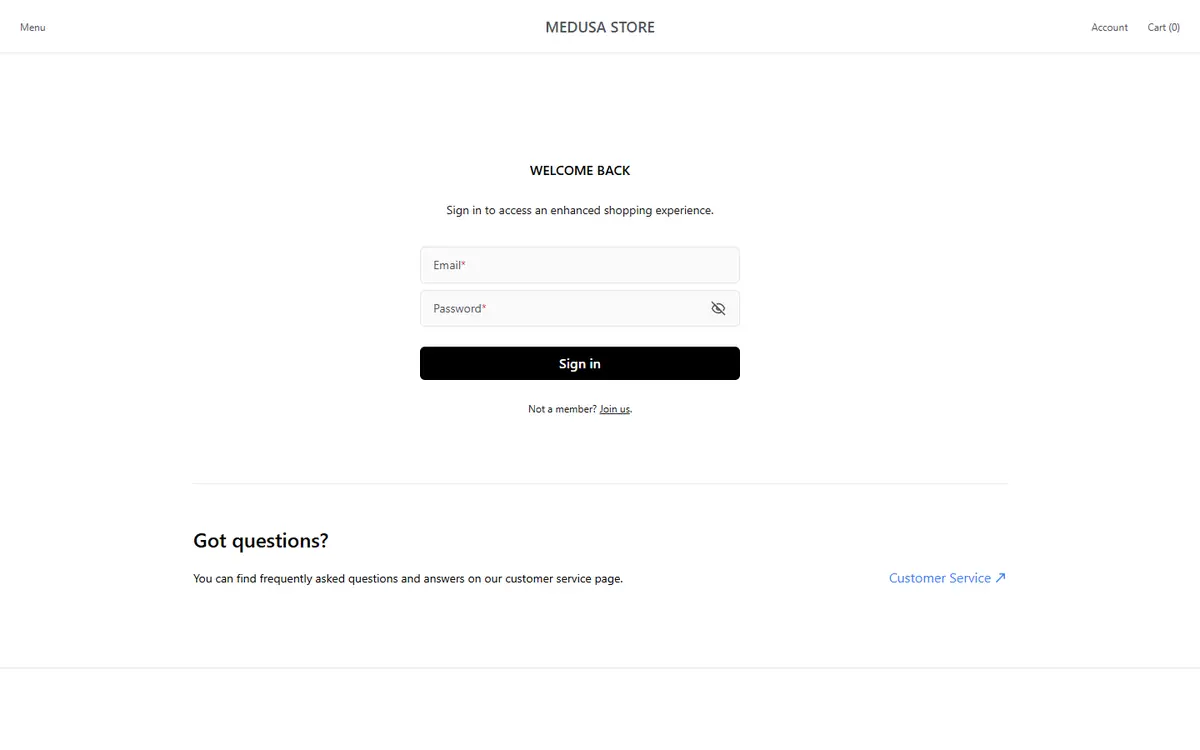 Menu
MEDUSA STORE
Account
Cart (0)
WELCOME BACK
Sign in to access an enhanced shopping experience.
Email*
Password*
Sign in
Not a member? Join us.
Got questions?
You can find frequently asked questions and answers on our customer service page.
Customer Service